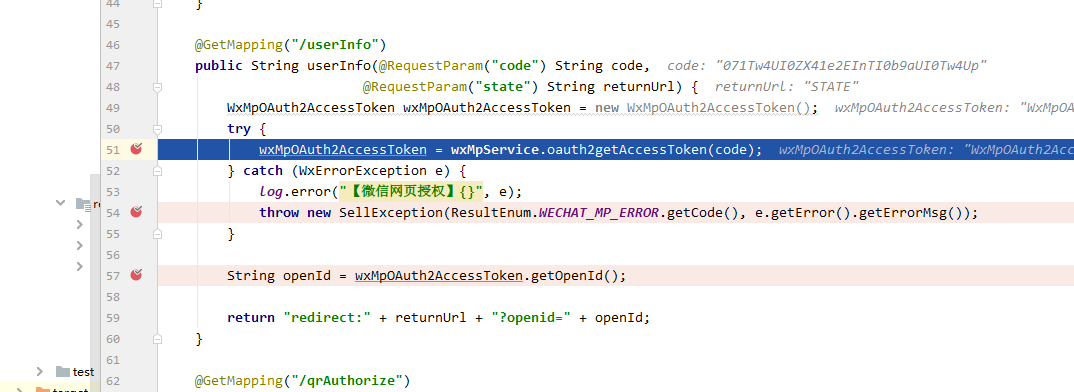 44 }
45
46 @GetMapping("/userInfo")
47 public String userInfo(@RequestParam("code") String code, code: "071Tw4UI0ZX41e2EInTI0b9aUI0Tw4Up"
48 @RequestParam("state") String returnUrl) { returnUrl: "STATE"
49 WxMpOAuth2AccessToken wxMpOAuth2AccessToken = new WxMpOAuth2AccessToken(); wxMpOAuth2AccessToken: "WxMpOA
50 try {
51 wxMpOAuth2AccessToken = wxMpService.oauth2getAccessToken(code); wxMpOAuth2AccessToken: "WxMpOAuth2Acc
52 } catch (WxErrorException e) {
53 log.error("【微信网页授权】{}", e);
54 throw new SellException(ResultEnum.WECHAT_MP_ERROR.getCode(), e.getError().getErrorMsg());
55 }
56
57 String openId = wxMpOAuth2AccessToken.getOpenId();
58
59 return "redirect:" + returnUrl + "?openid=" + openId;
60 }
61
62 @GetMapping("/qrAuthorize")
test